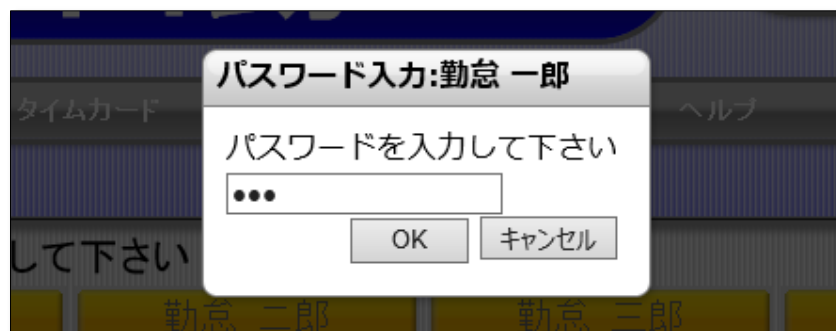 パスワード入力:勤怠 一郎
タイムカード
ヘルプ
パスワードを入力して下さい
•••
OK
キャンセル
して下さい
勤怠 二郎
勤怠 三郎